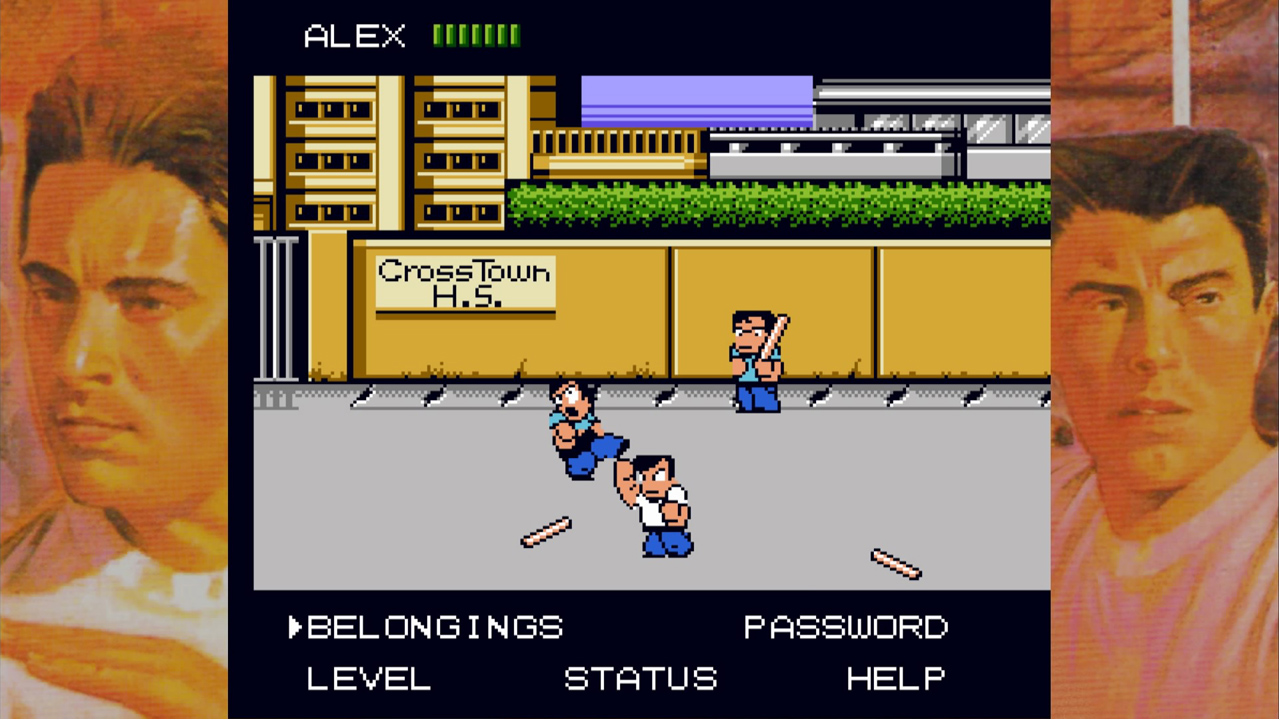 ALEX
CrossTown
H.S.
BELONGINGS PASSWORD
LEVEL STATUS HELP